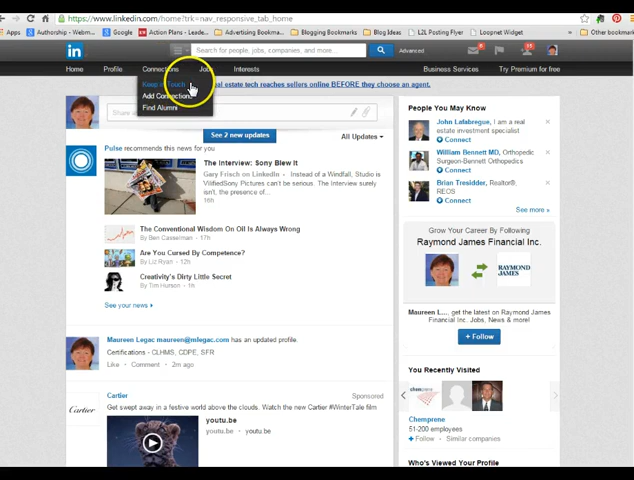 https://www.linkedin.com/home?trk=nav_responsive_tab_home
Apps
Authorship - Webm...
Google
Action Plans - Leade...
Advertising Bookmar...
Blogging Bookmarks
Blog Ideas
L2L Posting Flyer
Loopnet Widget
Other bookmarks
in
Search for people, jobs, companies, and more...
Advanced
Home
Profile
Connections
Jobs
Interests
Business Services
Try Premium for free
Keep in Touch
Add Connections
Find Alumni
real estate tech reaches sellers online BEFORE they choose an agent.
Share
See 2 new updates
All Updates
Pulse recommends this news for you
The Interview: Sony Blew It
Gary Frisch on LinkedIn • Instead of a Windfall, Studio is
Vilified Sony Pictures can't be serious. The Interview surely
isn't, the presence of...
16h
The Conventional Wisdom On Oil Is Always Wrong
By Ben Casselman • 17h
Are You Cursed By Competence?
By Liz Ryan • 12h
Creativity's Dirty Little Secret
By Tim Hurson • 1h
See your news
Maureen Legac maureen@mlegac.com has an updated profile.
Certifications - CLHMS, CDPE, SFR
Like • Comment • 2m ago
Cartier
Sponsored
Cartier
Get swept away in a festive world above the clouds. Watch the new Cartier #WinterTale film
youtu.be
youtu.be • youtu.be
People You May Know
John Lafabregue, I am a real
estate investment specialist
Connect
William Bennett MD, Orthopedic
Surgeon-Bennett Orthopedics
Connect
Brian Tresidder, Realtor®,
REOS
Connect
See more »
Grow Your Career By Following
Raymond James Financial Inc.
RAYMOND
JAMES
Maureen L..., get the latest on Raymond James
Financial Inc. Jobs, News & more!
+ Follow
You Recently Visited
chemprene
Chemprene
51-200 employees
+ Follow • Similar companies
Who's Viewed Your Profile